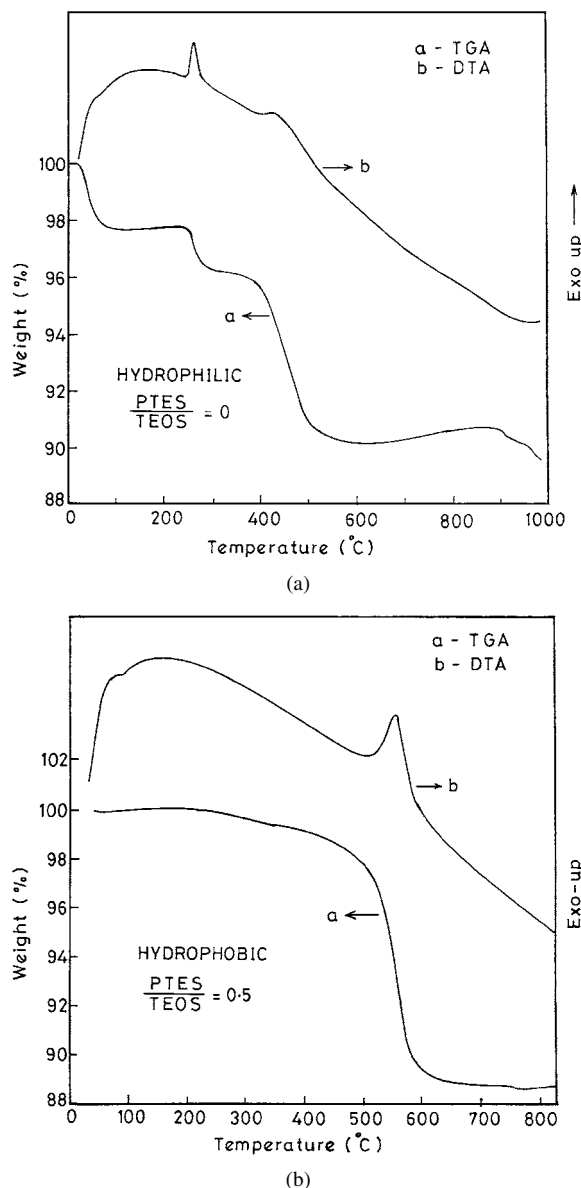 a - TGA
b - DTA
100
98
96
92
91
90
88
Weight (%)
b
a
Exo up
HYDROPHILIC
PTES
TEOS
= 0
0
200
400
600
800
1000
Temperature (°C)
(a)
a - TGA
b - DTA
102
100
98
96
94
92
90
88
Weight (%)
b
a
Exo-up
HYDROPHOBIC
PTES
TEOS
= 0·5
0
100
200
300
400
500
600
700
800
Temperature (°C)
(b)